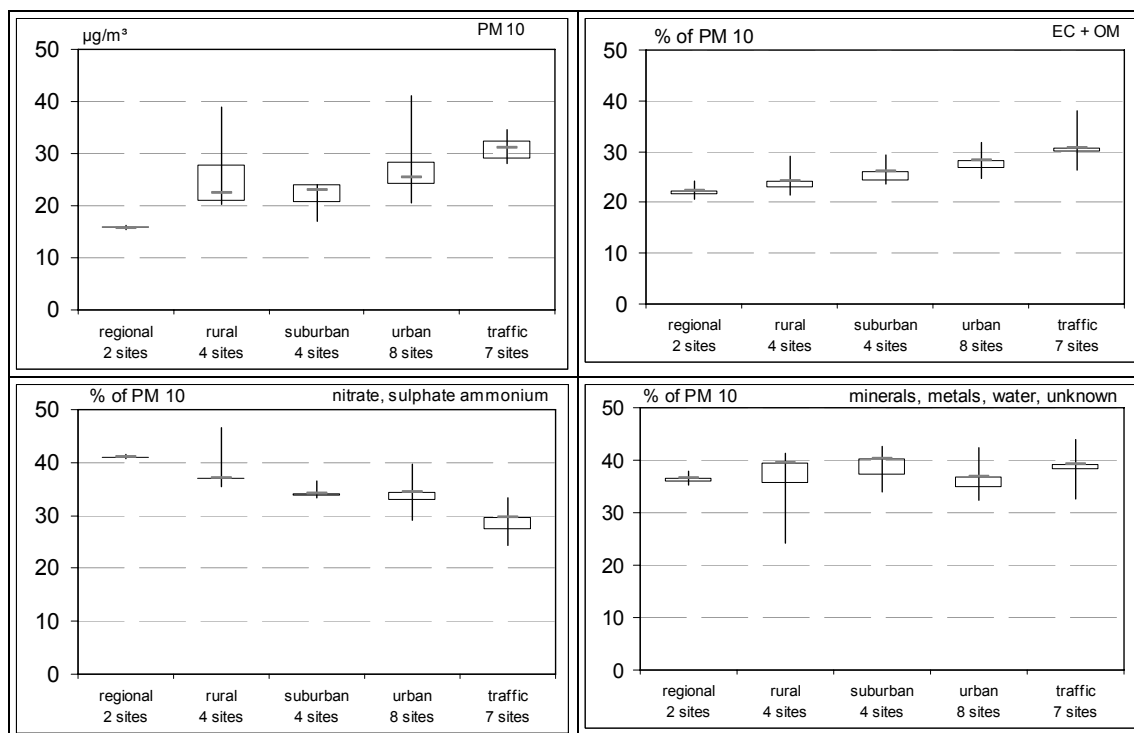 µg/m³ PM 10
50
40
30
20
10
0
regional rural suburban urban traffic
2 sites 4 sites 4 sites 8 sites 7 sites
% of PM 10 EC + OM
50
40
30
20
10
0
regional rural suburban urban traffic
2 sites 4 sites 4 sites 8 sites 7 sites
% of PM 10 nitrate, sulphate ammonium
50
40
30
20
10
0
regional rural suburban urban traffic
2 sites 4 sites 4 sites 8 sites 7 sites
% of PM 10 minerals, metals, water, unknown
50
40
30
20
10
0
regional rural suburban urban traffic
2 sites 4 sites 4 sites 8 sites 7 sites